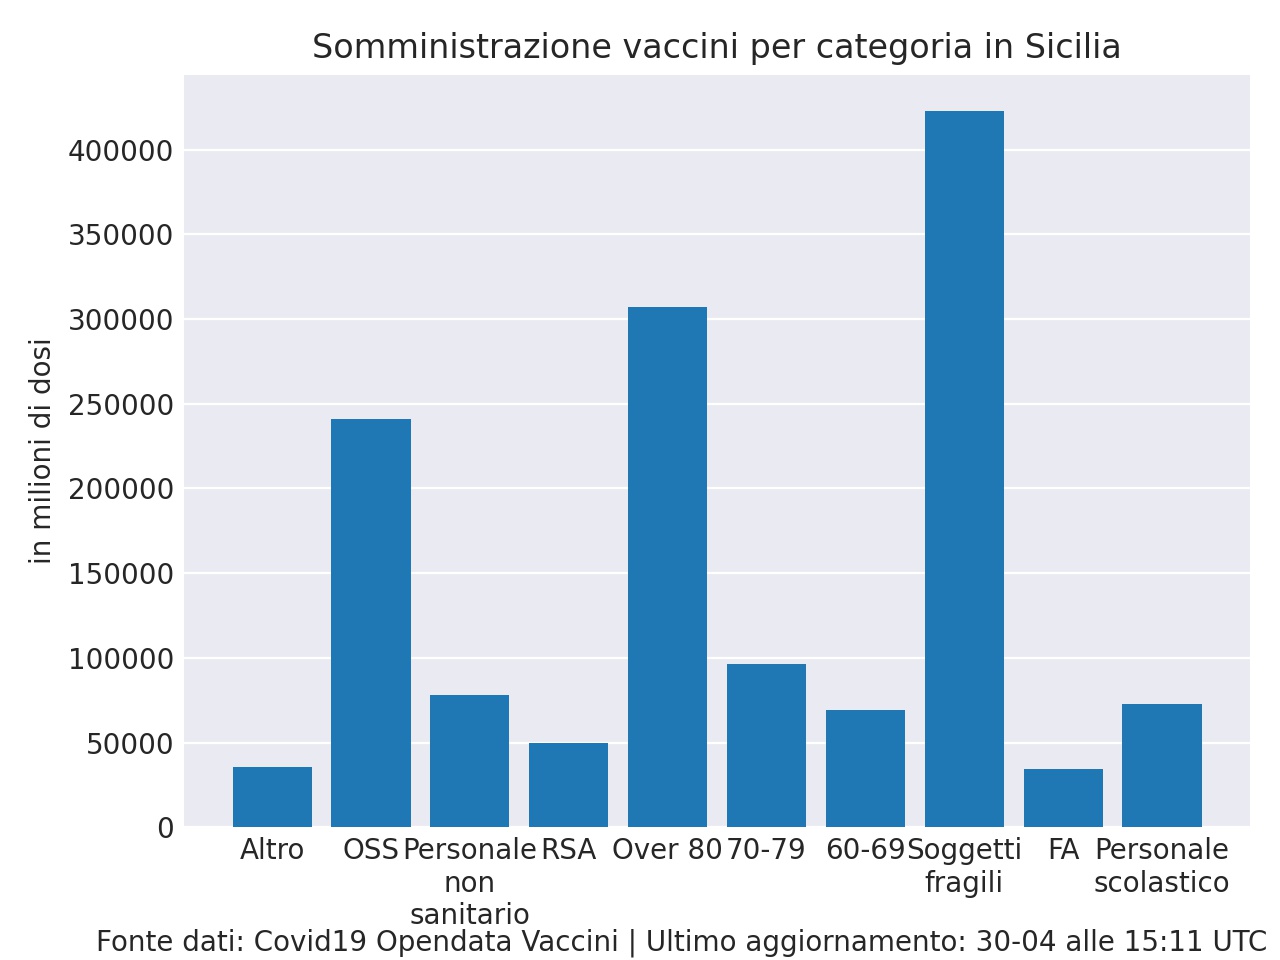 Somministrazione vaccini per categoria in Sicilia
in milioni di dosi
400000
350000
300000
250000
200000
150000
100000
50000
0
Altro
OSS
Personale
non
sanitario
RSA
Over 80
70-79
60-69
Soggetti
fragili
FA
Personale
scolastico
Fonte dati: Covid19 Opendata Vaccini | Ultimo aggiornamento: 30-04 alle 15:11 UTC